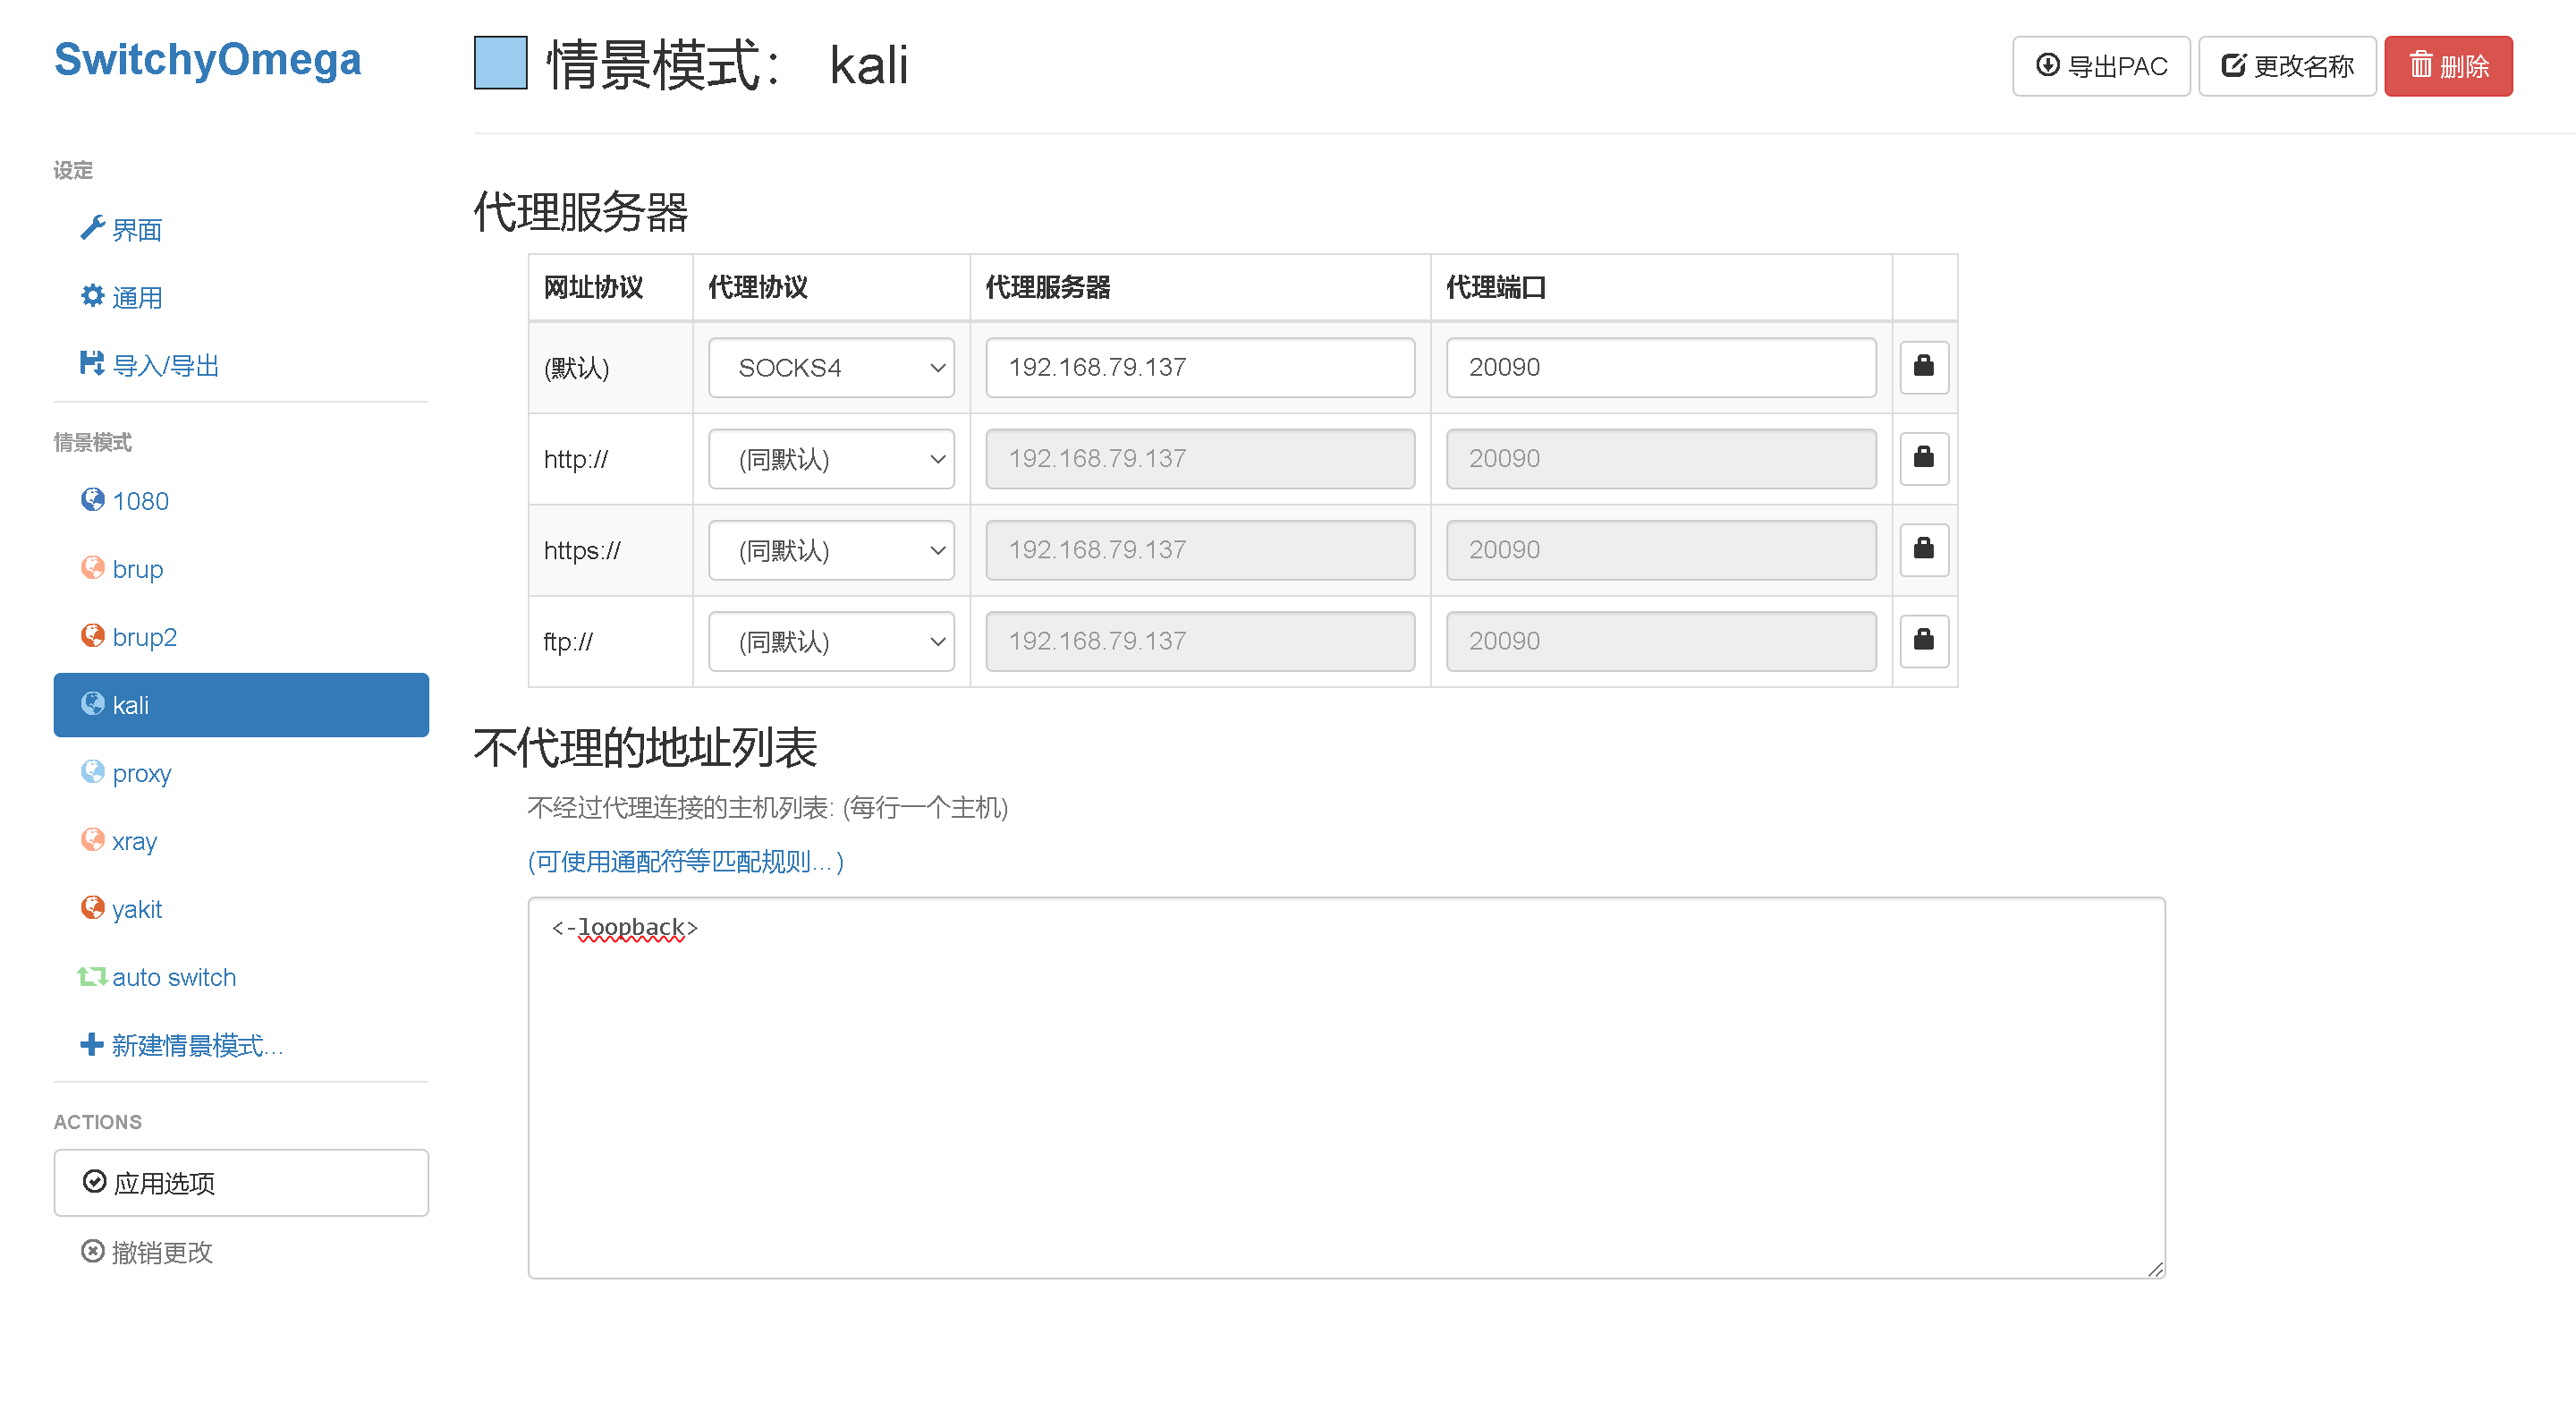 SwitchyOmega
设定
界面
通用
导入/导出
情景模式
1080
brup
brup2
kali
proxy
xray
yakit
auto switch
新建情景模式...
ACTIONS
应用选项
撤销更改
情景模式： kali
导出PAC 更改名称 删除
代理服务器
网址协议 代理协议 代理服务器 代理端口
(默认) SOCKS4 192.168.79.137 20090
http:// (同默认) 192.168.79.137 20090
https:// (同默认) 192.168.79.137 20090
ftp:// (同默认) 192.168.79.137 20090
不代理的地址列表
不经过代理连接的主机列表: (每行一个主机)
(可使用通配符等匹配规则...)
<-loopback>